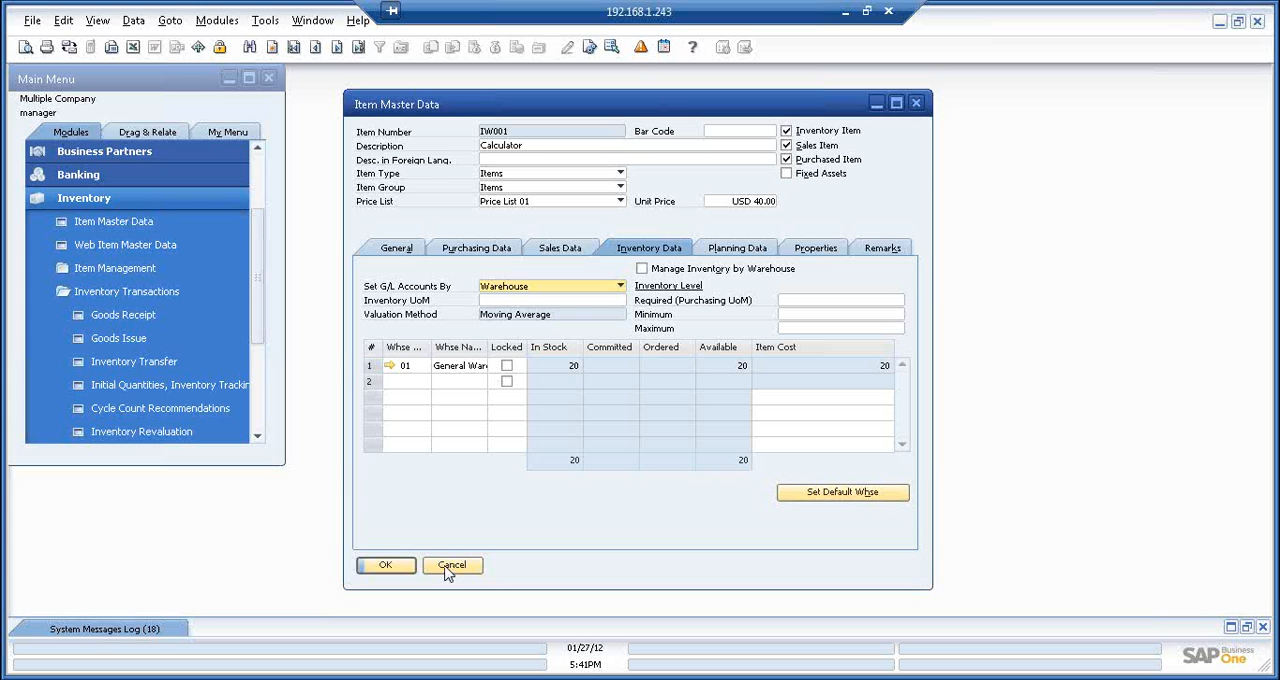 192.168.1.243
File Edit View Data Goto Modules Tools Window Help
Main Menu
Multiple Company
manager
Modules Drag & Relate My Menu
Business Partners
Banking
Inventory
Item Master Data
Web Item Master Data
Item Management
Inventory Transactions
Goods Receipt
Goods Issue
Inventory Transfer
Initial Quantities, Inventory Trackin
Cycle Count Recommendations
Inventory Revaluation
Item Master Data
Item Number IW001 Bar Code Inventory Item
Description Calculator Sales Item
Desc. in Foreign Lang. Purchased Item
Item Type Items Fixed Assets
Item Group Items
Price List Price List 01 Unit Price USD 40.00
General Purchasing Data Sales Data Inventory Data Planning Data Properties Remarks
Manage Inventory by Warehouse
Set G/L Accounts By Warehouse Inventory Level
Inventory UoM Required (Purchasing UoM)
Valuation Method Moving Average Minimum
Maximum
# Whse ... Whse Na... Locked In Stock Committed Ordered Available Item Cost
1 01 General War 20 20 20
2
20 20
Set Default Whse
OK Cancel
System Messages Log (18)
01/27/12
5:41PM
SAP Business One